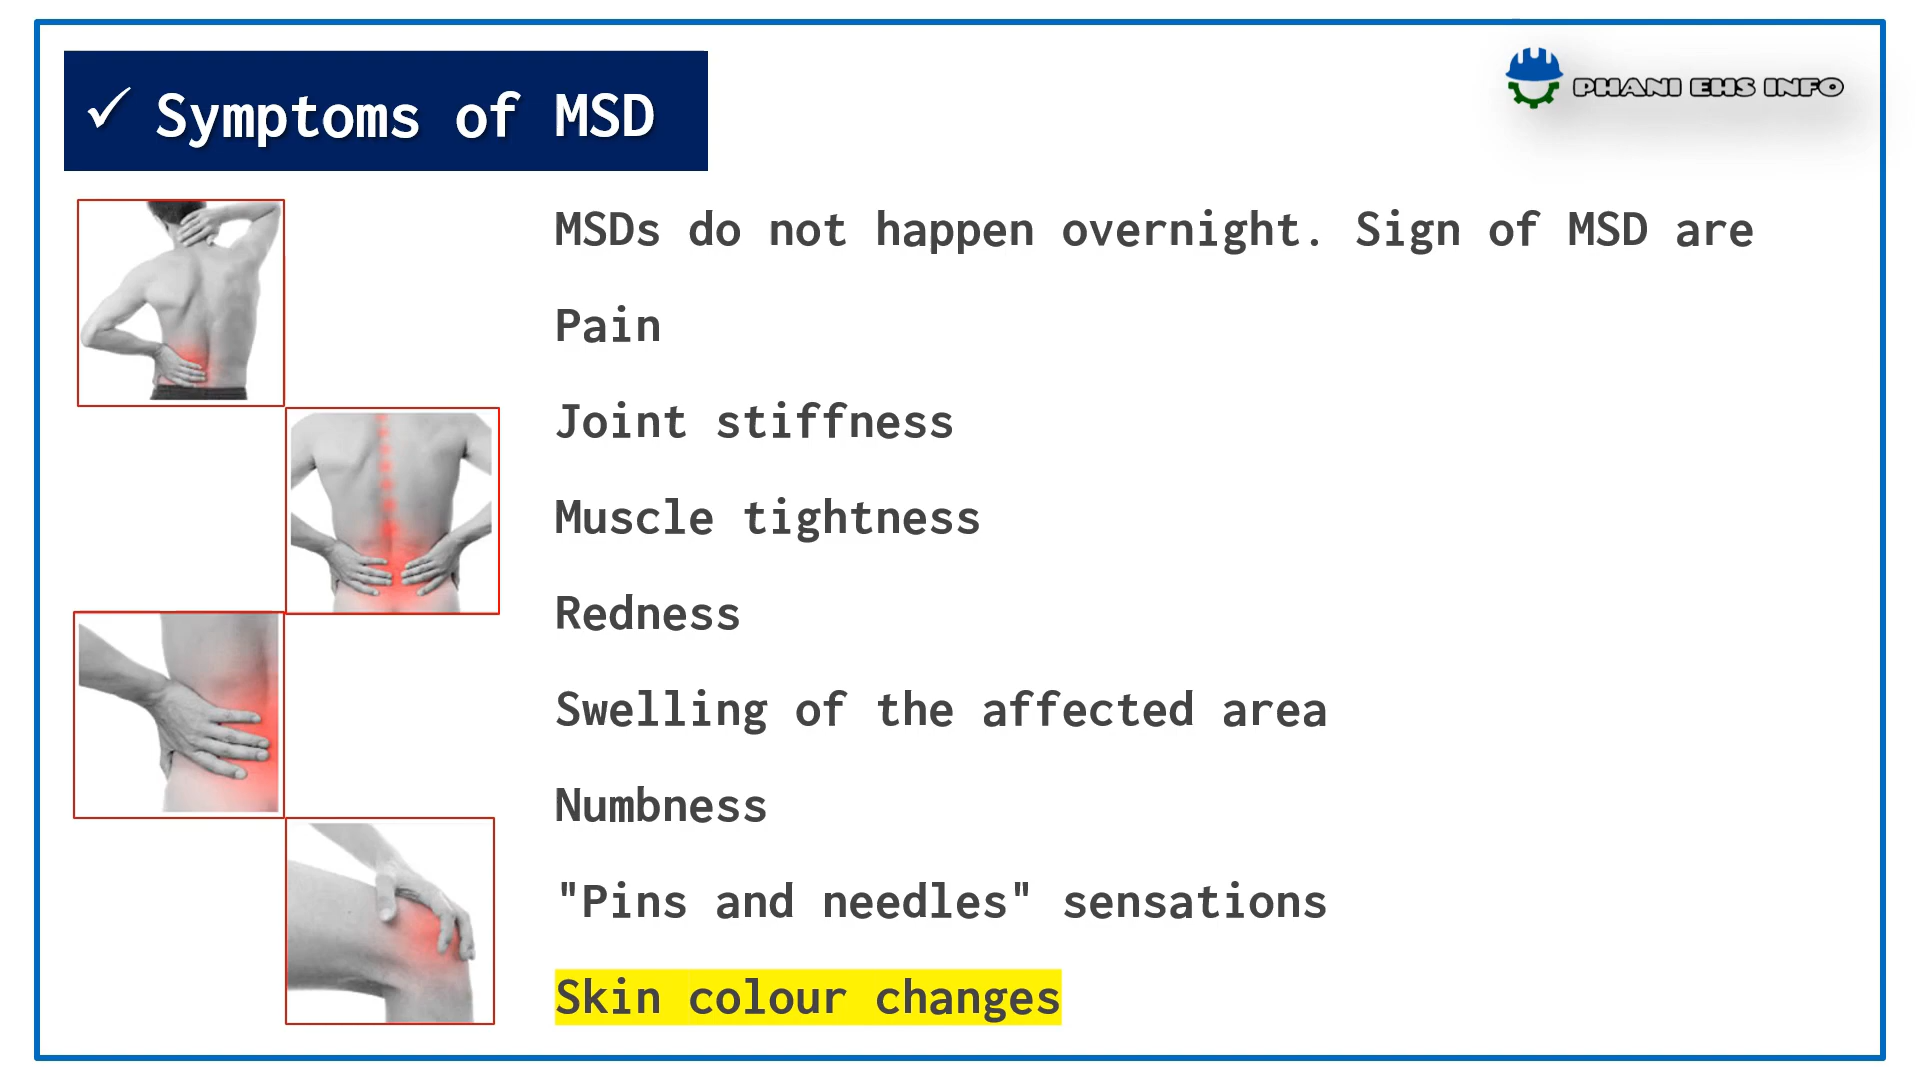 ✓ Symptoms of MSD
PHANI EHS INFO
MSDs do not happen overnight. Sign of MSD are
Pain
Joint stiffness
Muscle tightness
Redness
Swelling of the affected area
Numbness
"Pins and needles" sensations
Skin colour changes